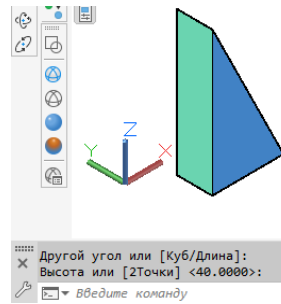 Z
Y
X
Другой угол или [Куб/Длина]:
Высота или [2Точки] <40.0000>:
Введите команду